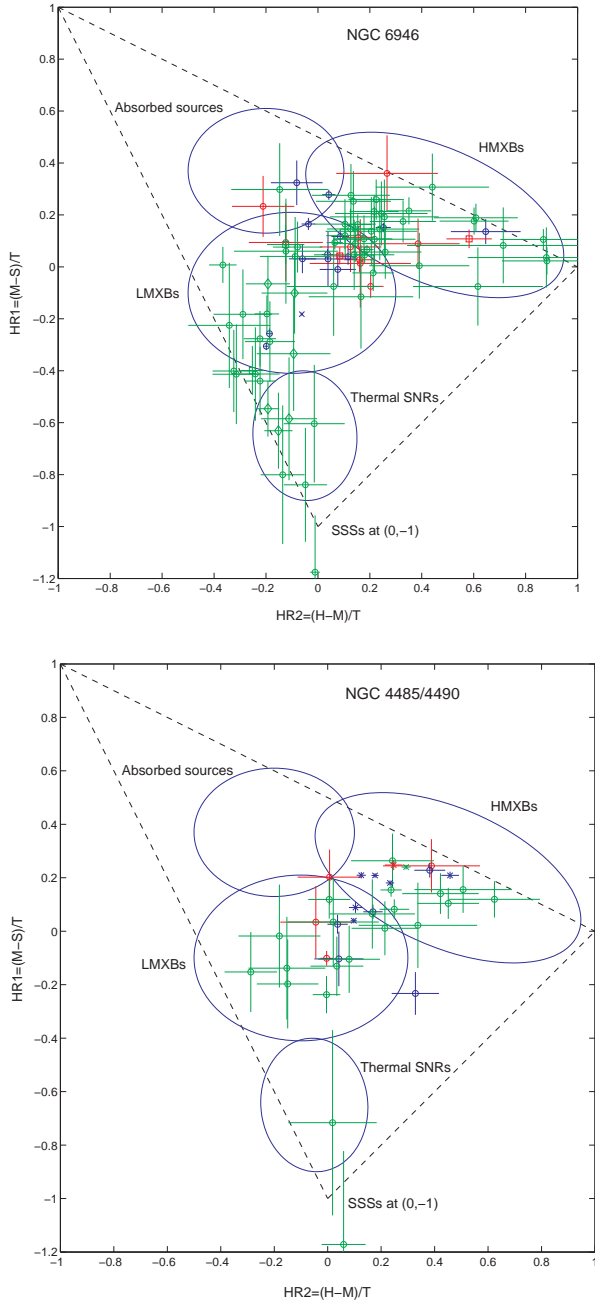 NGC 6946
1
0.8
0.6
0.4
0.2
0
−0.2
−0.4
−0.6
−0.8
−1
−1.2
HR1=(M−S)/T
Absorbed sources
HMXBs
LMXBs
Thermal SNRs
SSSs at (0,−1)
−1 −0.8 −0.6 −0.4 −0.2 0 0.2 0.4 0.6 0.8 1
HR2=(H−M)/T
NGC 4485/4490
1
0.8
0.6
0.4
0.2
0
−0.2
−0.4
−0.6
−0.8
−1
−1.2
HR1=(M−S)/T
Absorbed sources
HMXBs
LMXBs
Thermal SNRs
SSSs at (0,−1)
−1 −0.8 −0.6 −0.4 −0.2 0 0.2 0.4 0.6 0.8 1
HR2=(H−M)/T